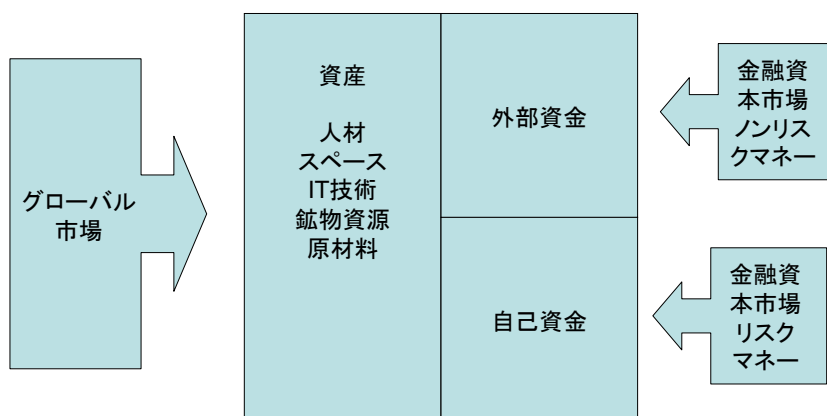 グローバル
市場
資産
人材
スペース
IT技術
鉱物資源
原材料
外部資金
自己資金
金融資
本市場
ノンリス
クマネー
金融資
本市場
リスク
マネー